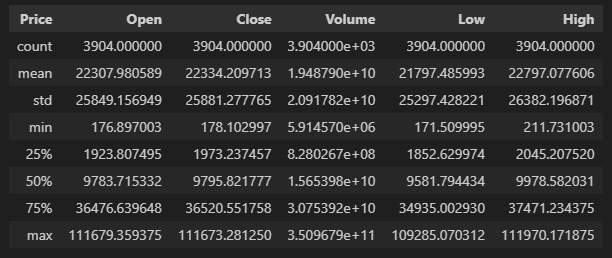 Price Open Close Volume Low High
count 3904.000000 3904.000000 3.904000e+03 3904.000000 3904.000000
mean 22307.980589 22334.209713 1.948790e+10 21797.485993 22797.077606
std 25849.156949 25881.277765 2.091782e+10 25297.428221 26382.196871
min 176.897003 178.102997 5.914570e+06 171.509995 211.731003
25% 1923.807495 1973.237457 8.280267e+08 1852.629974 2045.207520
50% 9783.715332 9795.821777 1.565398e+10 9581.794434 9978.582031
75% 36476.639648 36520.551758 3.075392e+10 34935.002930 37471.234375
max 111679.359375 111673.281250 3.509679e+11 109285.070312 111970.171875